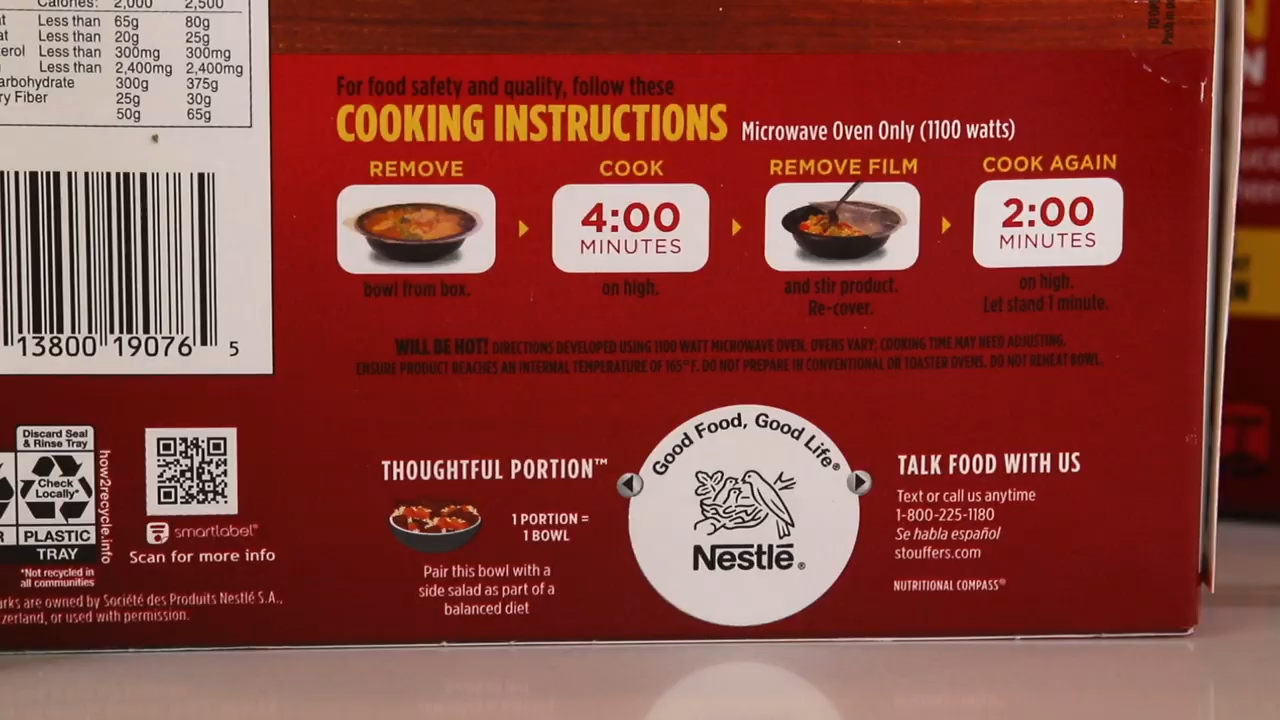 Calories: 2,000 2,500
Less than 65g 80g
Less than 20g 25g
erol Less than 300mg 300mg
Less than 2,400mg 2,400mg
arbohydrate 300g 375g
ry Fiber 25g 30g
50g 65g
For food safety and quality, follow these
COOKING INSTRUCTIONS Microwave Oven Only (1100 watts)
REMOVE
bowl from box.
COOK
4:00
MINUTES
on high.
REMOVE FILM
and stir product.
Re-cover.
COOK AGAIN
2:00
MINUTES
on high.
Let stand 1 minute.
WILL BE HOT! DIRECTIONS DEVELOPED USING 1100 WATT MICROWAVE OVEN. OVENS VARY; COOKING TIME MAY NEED ADJUSTING.
ENSURE PRODUCT REACHES AN INTERNAL TEMPERATURE OF 165°F. DO NOT PREPARE IN CONVENTIONAL OR TOASTER OVENS. DO NOT REHEAT BOWL.
13800 19076 5
Discard Seal
& Rinse Tray
Check
Locally*
PLASTIC
TRAY
*Not recycled in
all communities
how2recycle.info
smartlabel®
Scan for more info
arks are owned by Société des Produits Nestlé S.A.,
zerland, or used with permission.
THOUGHTFUL PORTION™
1 PORTION =
1 BOWL
Pair this bowl with a
side salad as part of a
balanced diet
Good Food, Good Life®
Nestlé®
TALK FOOD WITH US
Text or call us anytime
1-800-225-1180
Se habla español
stouffers.com
NUTRITIONAL COMPASS®